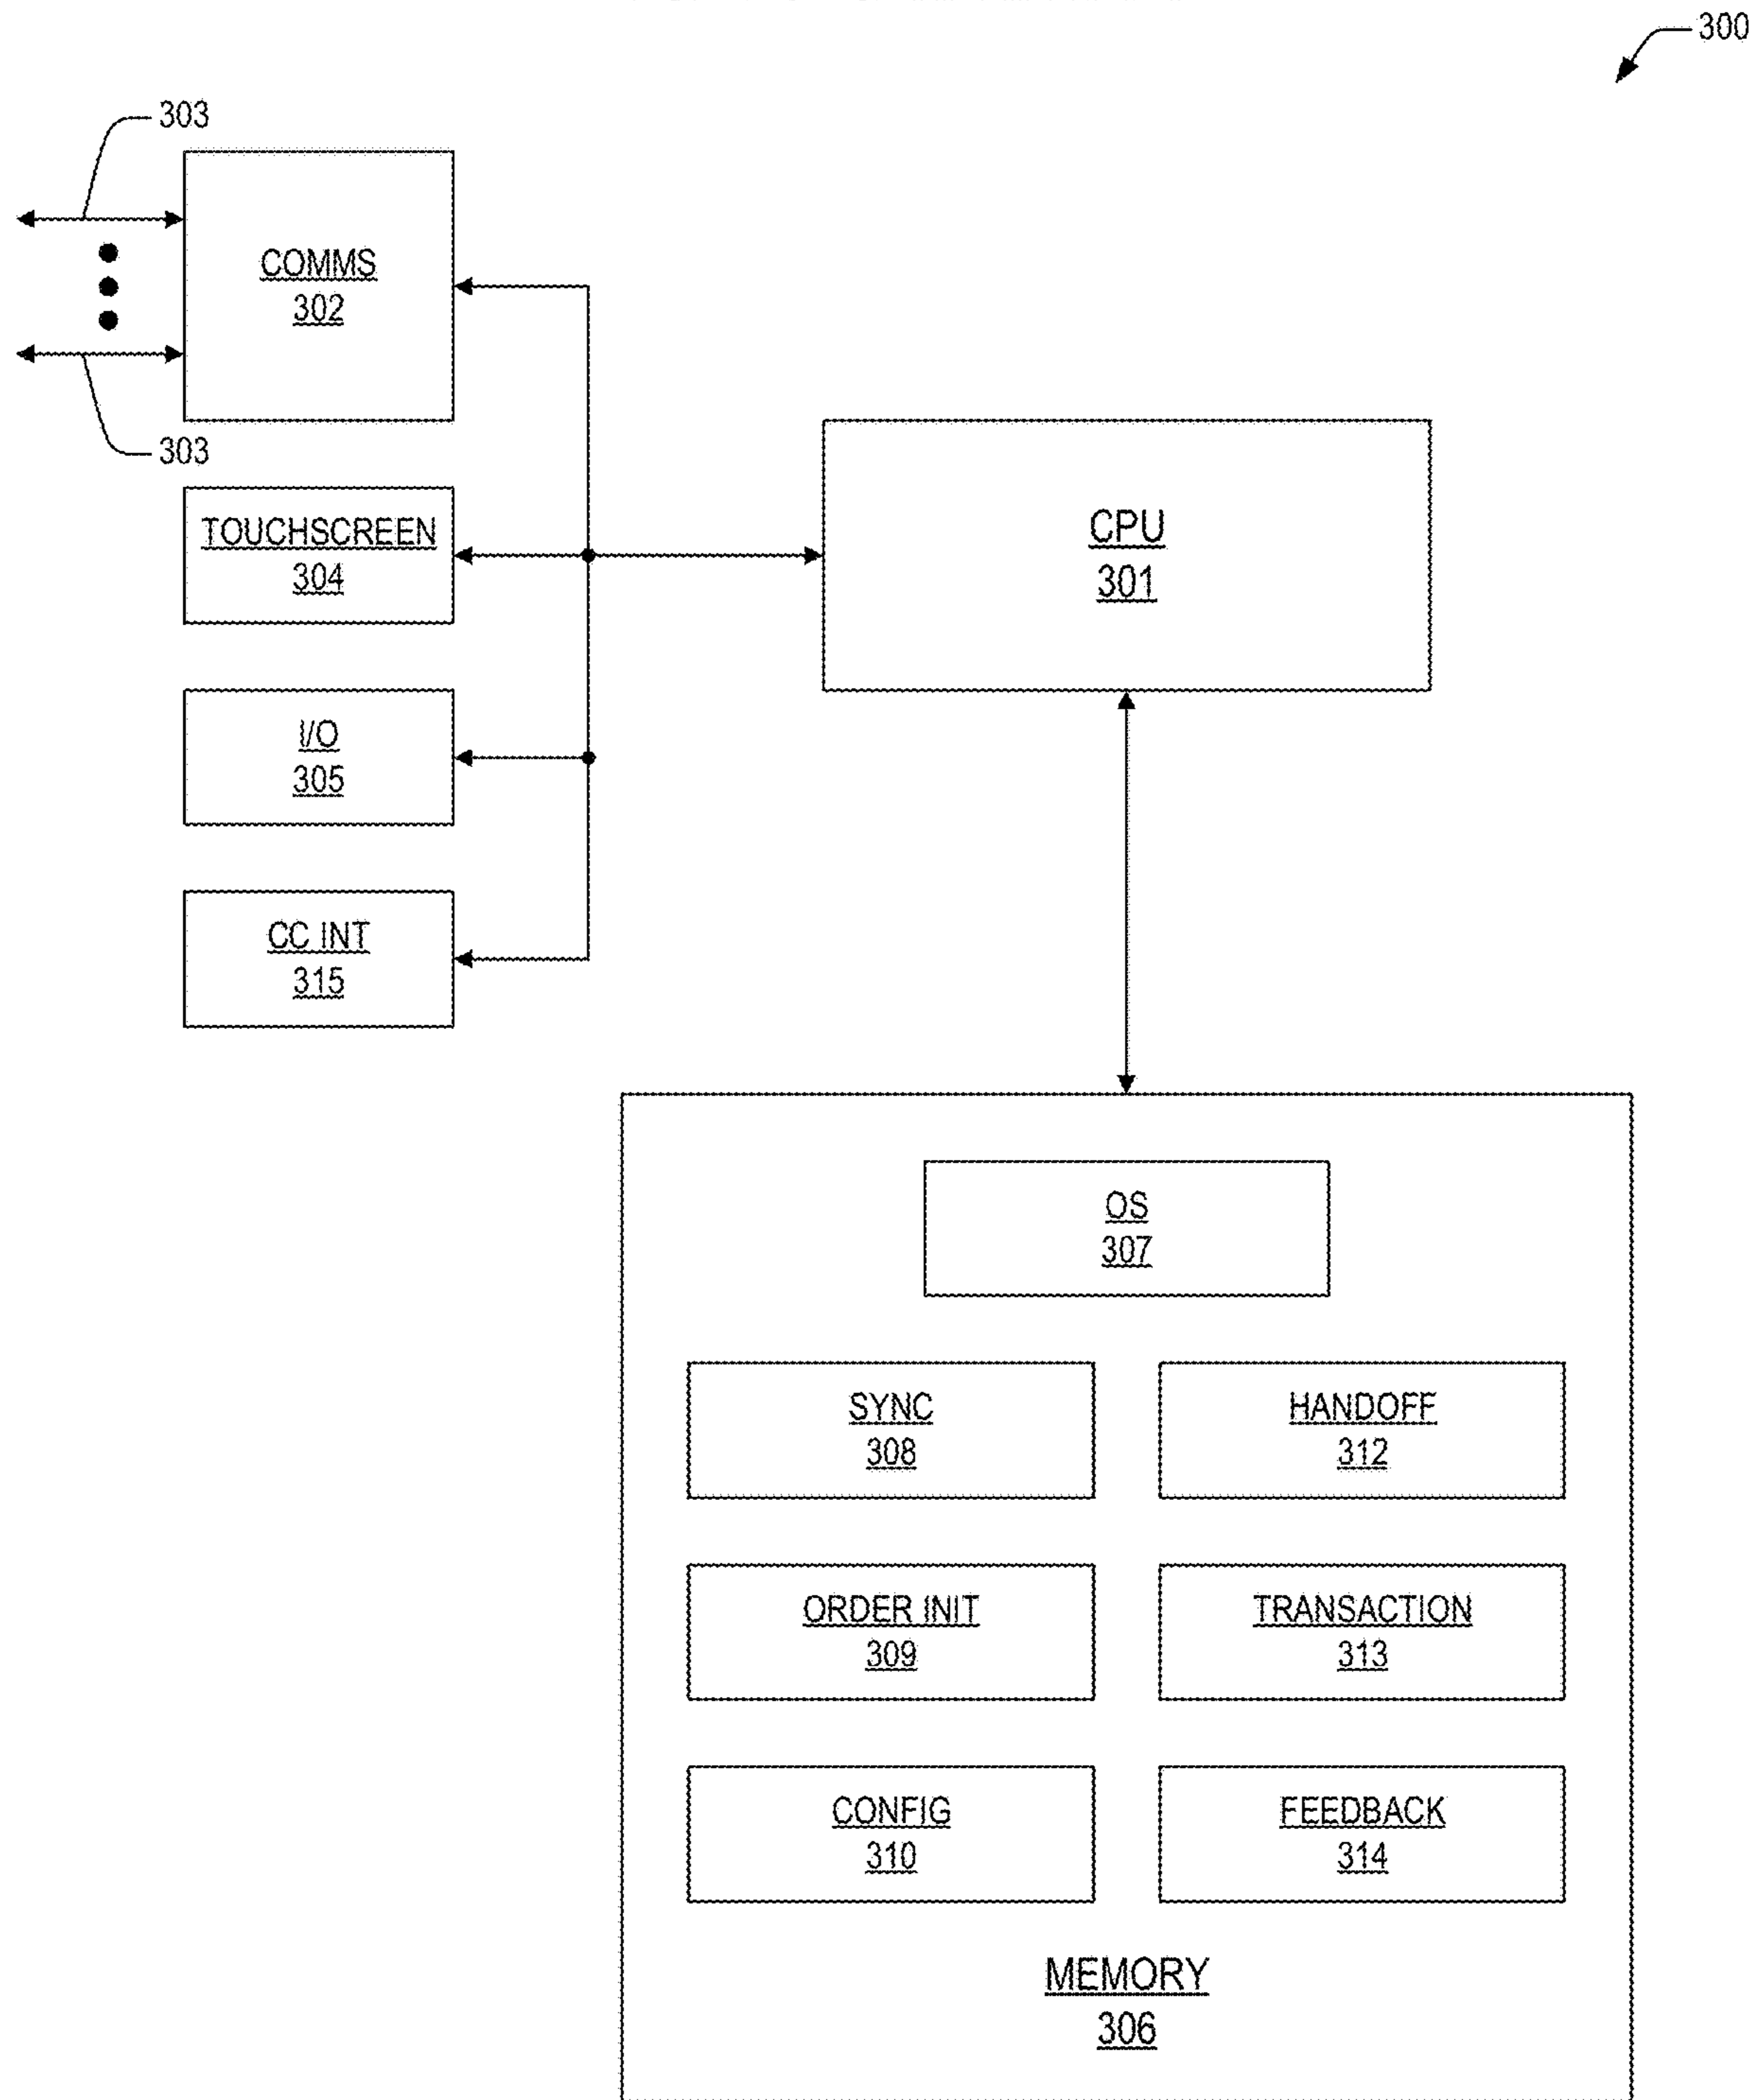 300
303
COMMS
302
303
TOUCHSCREEN
304
CPU
301
I/O
305
CC INT
315
OS
307
SYNC
308
HANDOFF
312
ORDER INIT
309
TRANSACTION
313
CONFIG
310
FEEDBACK
314
MEMORY
306